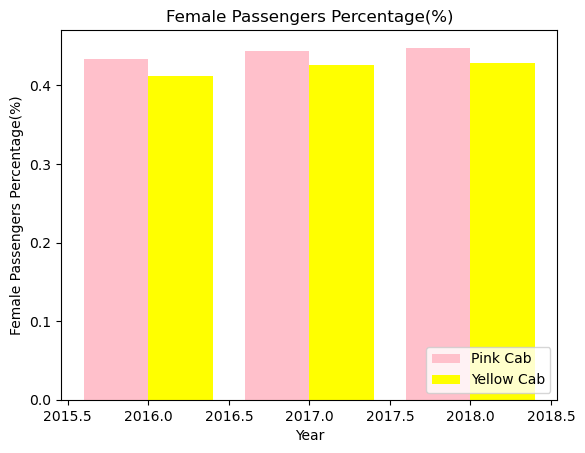 Female Passengers Percentage(%)
Female Passengers Percentage(%)
0.4
0.3
0.2
0.1
0.0
2015.5 2016.0 2016.5 2017.0 2017.5 2018.0 2018.5
Year
Pink Cab
Yellow Cab